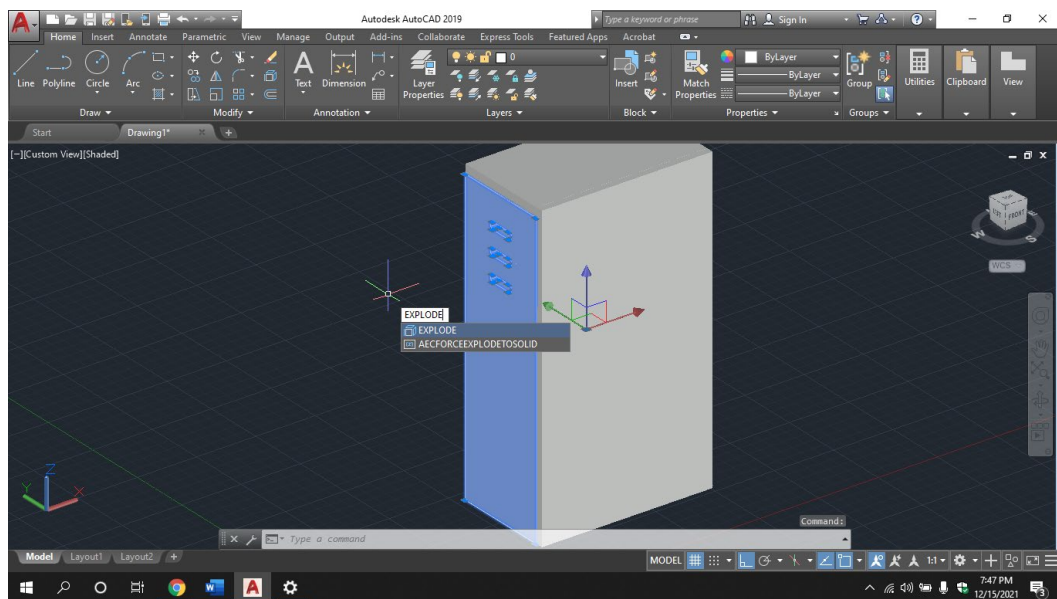 Autodesk AutoCAD 2019
Type a keyword or phrase
Sign In
Home Insert Annotate Parametric View Manage Output Add-ins Collaborate Express Tools Featured Apps Acrobat
0
ByLayer
ByLayer
ByLayer
Line Polyline Circle Arc
Text Dimension
Layer Properties
Insert
Match Properties
Group Utilities Clipboard View
Draw Modify Annotation Layers Block Properties Groups
Start Drawing1*
[−][Custom View][Shaded]
FRONT
W S
WCS
EXPLODE
EXPLODE
AECFORCEEXPLODETOSOLID
Z
Y X
Command:
Type a command
Model Layout1 Layout2 +
MODEL 1:1
7:47 PM
12/15/2021
3